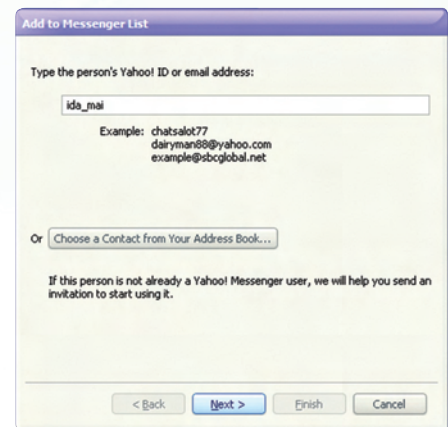 Add to Messenger List
Type the person's Yahoo! ID or email address:
ida_mai
Example: chatsalot77
dairyman88@yahoo.com
example@sbcglobal.net
Or Choose a Contact from Your Address Book...
If this person is not already a Yahoo! Messenger user, we will help you send an
invitation to start using it.
< Back Next > Finish Cancel